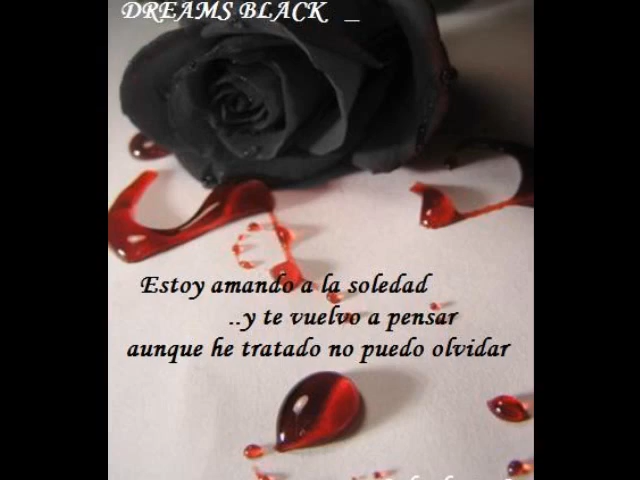 DREAMS BLACK _
Estoy amando a la soledad
..y te vuelvo a pensar
aunque he tratado no puedo olvidar